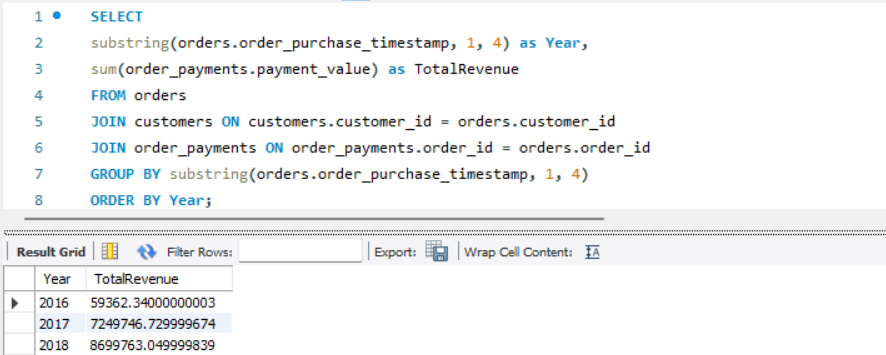 1 SELECT
2 substring(orders.order_purchase_timestamp, 1, 4) as Year,
3 sum(order_payments.payment_value) as TotalRevenue
4 FROM orders
5 JOIN customers ON customers.customer_id = orders.customer_id
6 JOIN order_payments ON order_payments.order_id = orders.order_id
7 GROUP BY substring(orders.order_purchase_timestamp, 1, 4)
8 ORDER BY Year;
Result Grid Filter Rows: Export: Wrap Cell Content:
Year TotalRevenue
2016 59362.34000000003
2017 7249746.729999674
2018 8699763.049999839